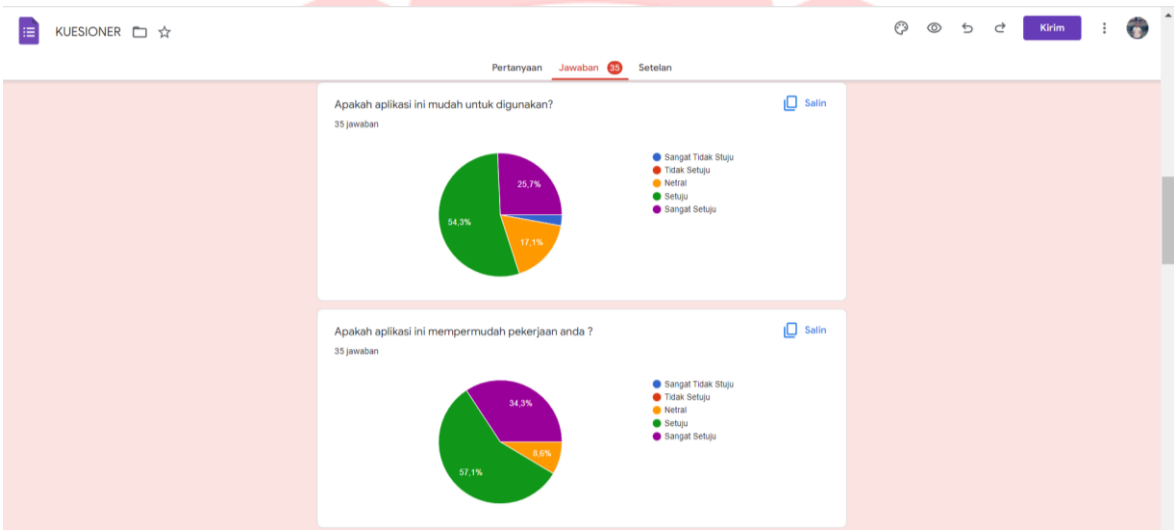 KUESIONER
Kirim
Pertanyaan Jawaban 35 Setelan
Apakah aplikasi ini mudah untuk digunakan?
Salin
35 jawaban
Sangat Tidak Stuju
Tidak Setuju
Netral
Setuju
Sangat Setuju
25,7%
54,3%
17,1%
Apakah aplikasi ini mempermudah pekerjaan anda ?
Salin
35 jawaban
Sangat Tidak Stuju
Tidak Setuju
Netral
Setuju
Sangat Setuju
34,3%
8,6%
57,1%